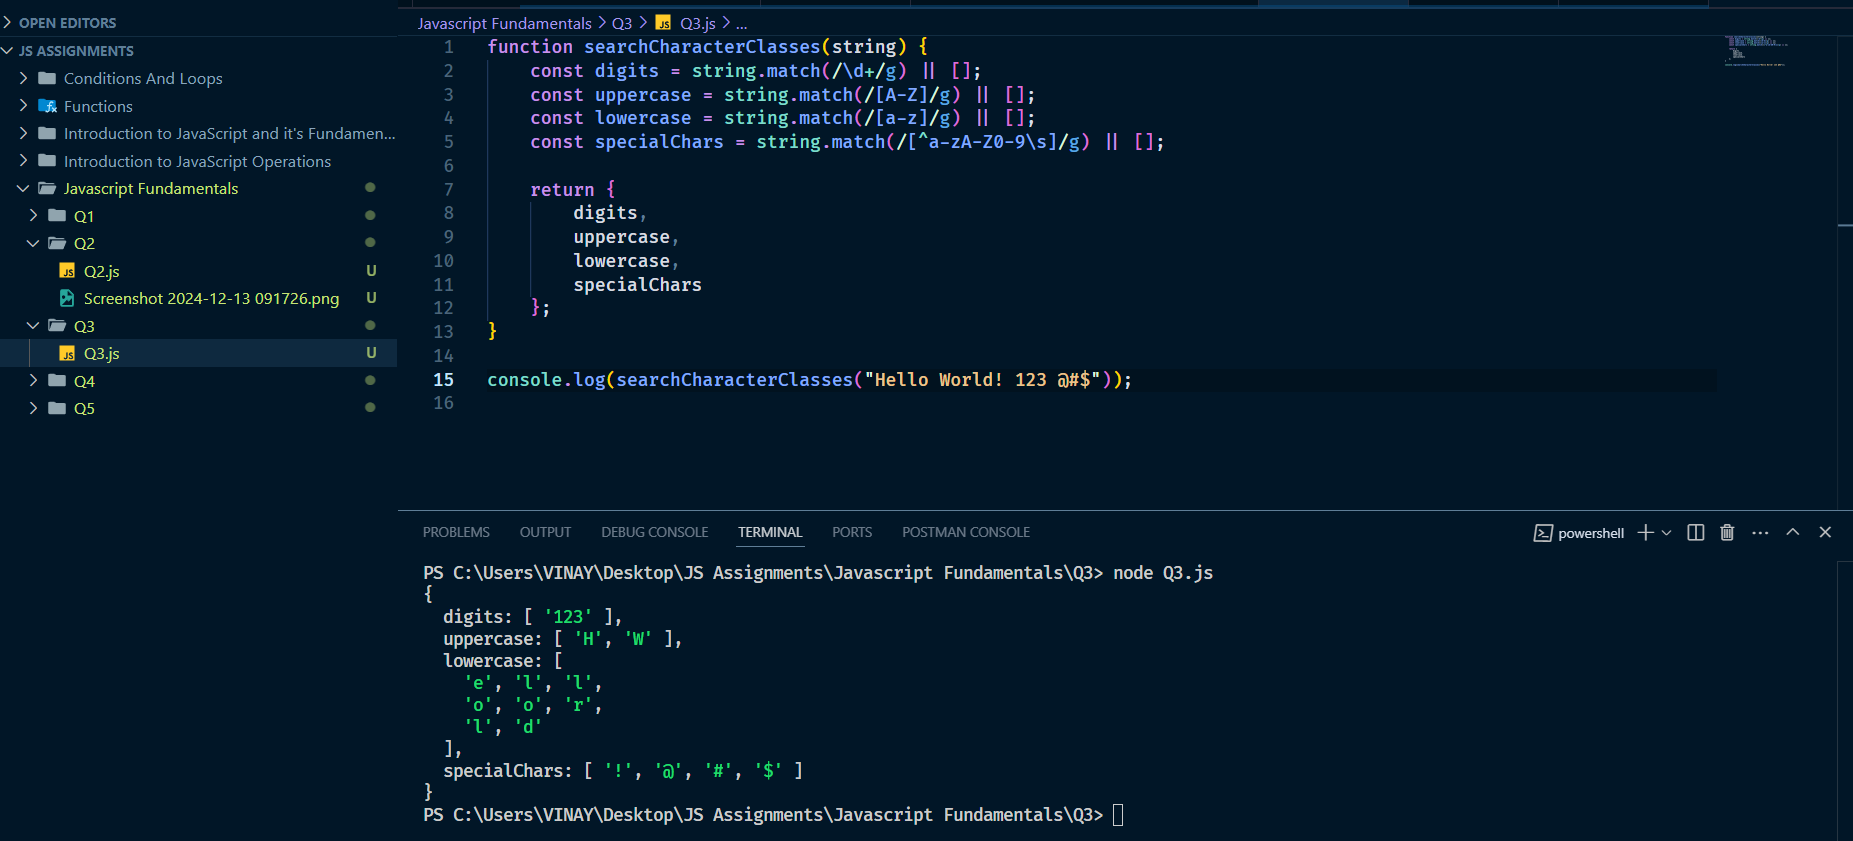 OPEN EDITORS
JS ASSIGNMENTS
Conditions And Loops
Functions
Introduction to JavaScript and it's Fundamen...
Introduction to JavaScript Operations
Javascript Fundamentals
Q1
Q2
Q2.js U
Screenshot 2024-12-13 091726.png U
Q3
Q3.js U
Q4
Q5
Javascript Fundamentals > Q3 > JS Q3.js > ...
1 function searchCharacterClasses(string) {
2     const digits = string.match(/\d+/g) || [];
3     const uppercase = string.match(/[A-Z]/g) || [];
4     const lowercase = string.match(/[a-z]/g) || [];
5     const specialChars = string.match(/[^a-zA-Z0-9\s]/g) || [];
6
7     return {
8         digits,
9         uppercase,
10         lowercase,
11         specialChars
12     };
13 }
14
15 console.log(searchCharacterClasses("Hello World! 123 @#$"));
16
PROBLEMS OUTPUT DEBUG CONSOLE TERMINAL PORTS POSTMAN CONSOLE powershell
PS C:\Users\VINAY\Desktop\JS Assignments\Javascript Fundamentals\Q3> node Q3.js
{
  digits: [ '123' ],
  uppercase: [ 'H', 'W' ],
  lowercase: [
    'e', 'l', 'l',
    'o', 'o', 'r',
    'l', 'd'
  ],
  specialChars: [ '!', '@', '#', '$' ]
}
PS C:\Users\VINAY\Desktop\JS Assignments\Javascript Fundamentals\Q3>